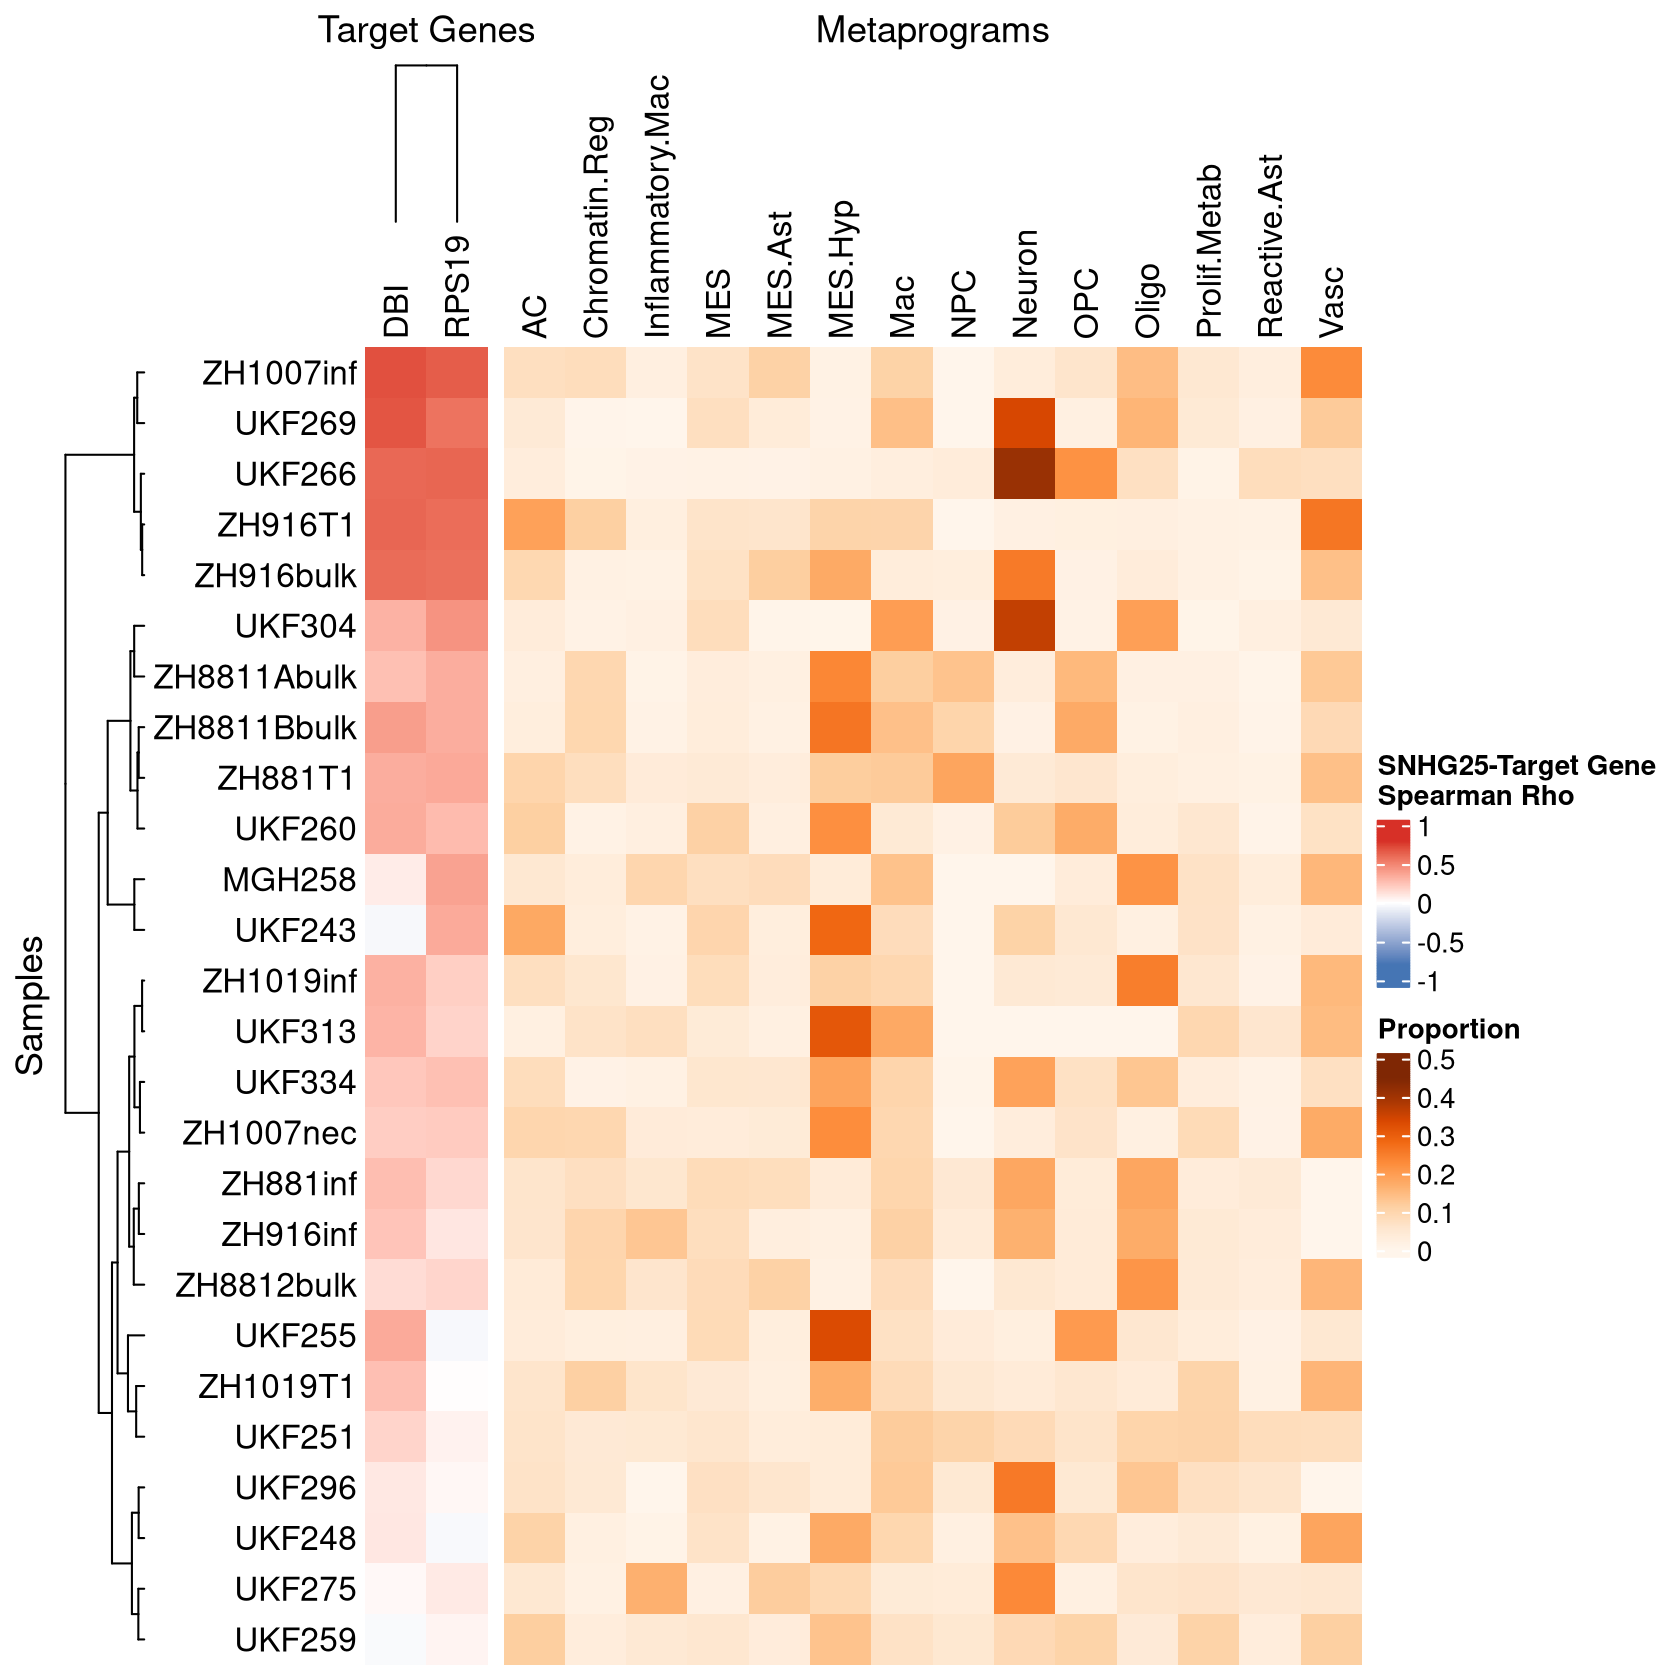 Target Genes
Metaprograms
DBI
RPS19
AC
Chromatin.Reg
Inflammatory.Mac
MES
MES.Ast
MES.Hyp
Mac
NPC
Neuron
OPC
Oligo
Prolif.Metab
Reactive.Ast
Vasc
Samples
ZH1007inf
UKF269
UKF266
ZH916T1
ZH916bulk
UKF304
ZH8811Abulk
ZH8811Bbulk
ZH881T1
UKF260
MGH258
UKF243
ZH1019inf
UKF313
UKF334
ZH1007nec
ZH881inf
ZH916inf
ZH8812bulk
UKF255
ZH1019T1
UKF251
UKF296
UKF248
UKF275
UKF259
SNHG25-Target Gene
Spearman Rho
1
0.5
0
-0.5
-1
Proportion
0.5
0.4
0.3
0.2
0.1
0